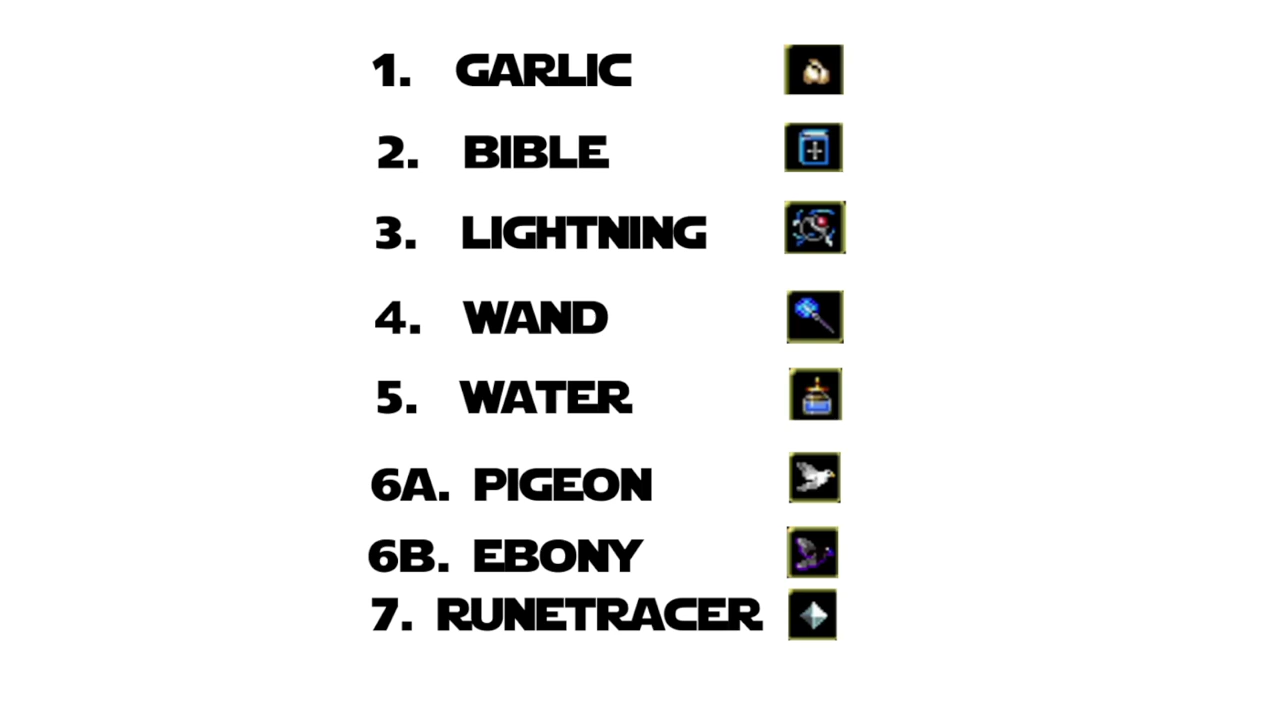 1. GARLIC
2. BIBLE
3. LIGHTNING
4. WAND
5. WATER
6A. PIGEON
6B. EBONY
7. RUNETRACER